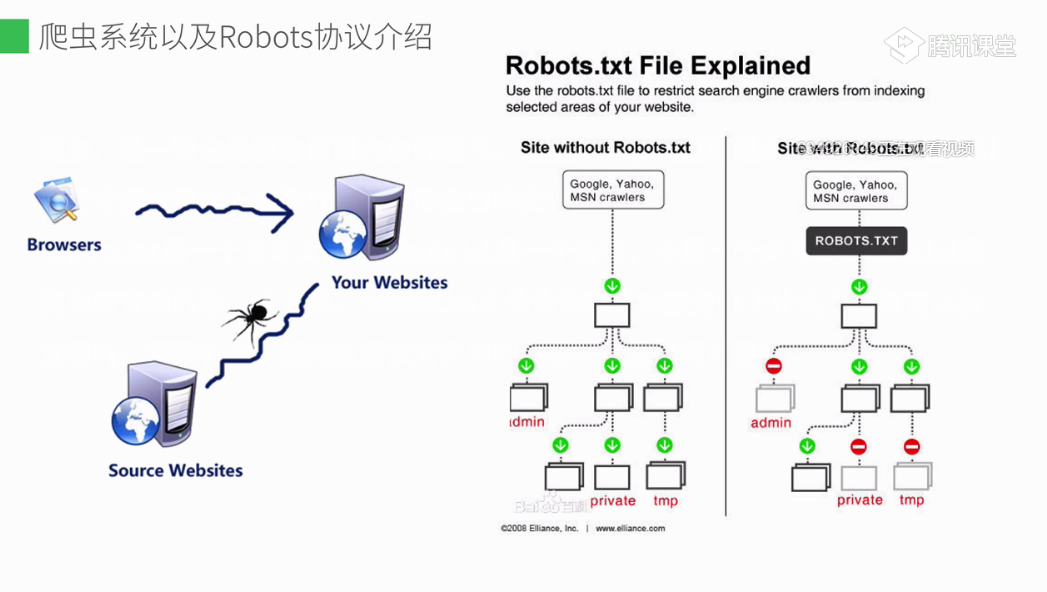 爬虫系统以及Robots协议介绍
腾讯课堂
Robots.txt File Explained
Use the robots.txt file to restrict search engine crawlers from indexing
selected areas of your website.
Site without Robots.txt
Site with Robots.txt
观看视频
Google, Yahoo,
MSN crawlers
Google, Yahoo,
MSN crawlers
ROBOTS.TXT
Browsers
Your Websites
Source Websites
admin
private
tmp
admin
private
tmp
Baidu百科
©2008 Elliance, Inc. | www.elliance.com